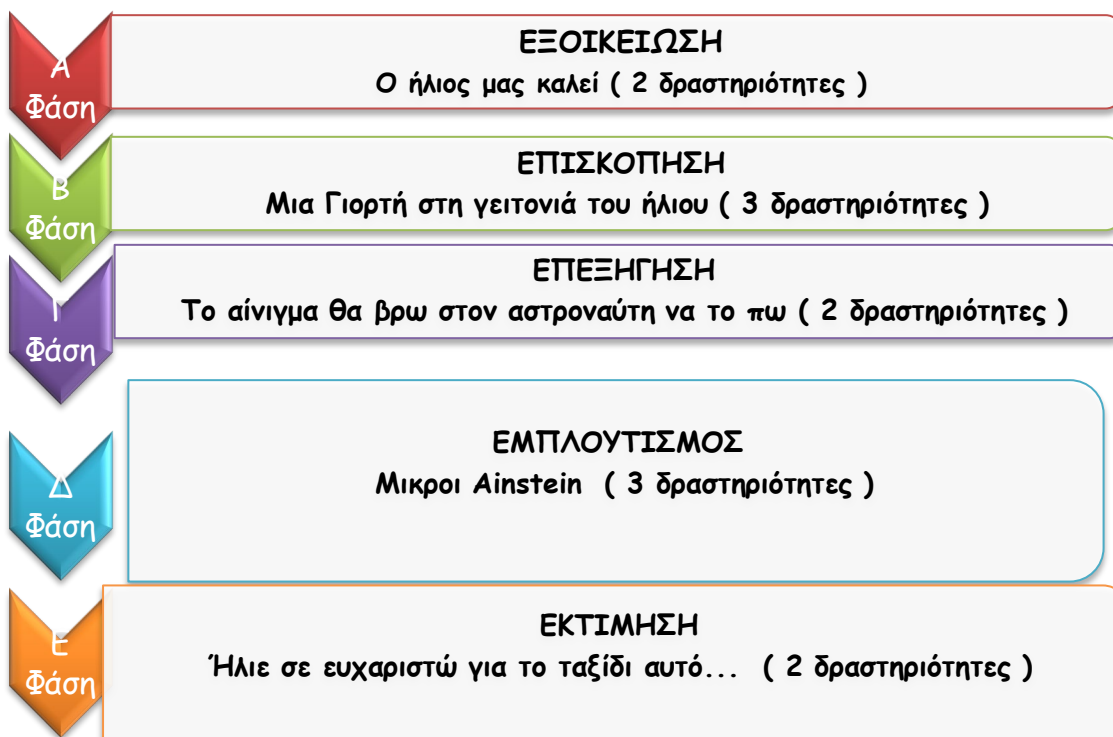 Α
Φάση
ΕΞΟΙΚΕΙΩΣΗ
Ο ήλιος μας καλεί ( 2 δραστηριότητες )
Β
Φάση
ΕΠΙΣΚΟΠΗΣΗ
Μια Γιορτή στη γειτονιά του ήλιου ( 3 δραστηριότητες )
Γ
Φάση
ΕΠΕΞΗΓΗΣΗ
Το αίνιγμα θα βρω στον αστροναύτη να το πω ( 2 δραστηριότητες )
Δ
Φάση
ΕΜΠΛΟΥΤΙΣΜΟΣ
Μικροι Ainstein ( 3 δραστηριότητες )
Ε
Φάση
ΕΚΤΙΜΗΣΗ
Ήλιε σε ευχαριστώ για το ταξίδι αυτό... ( 2 δραστηριότητες )